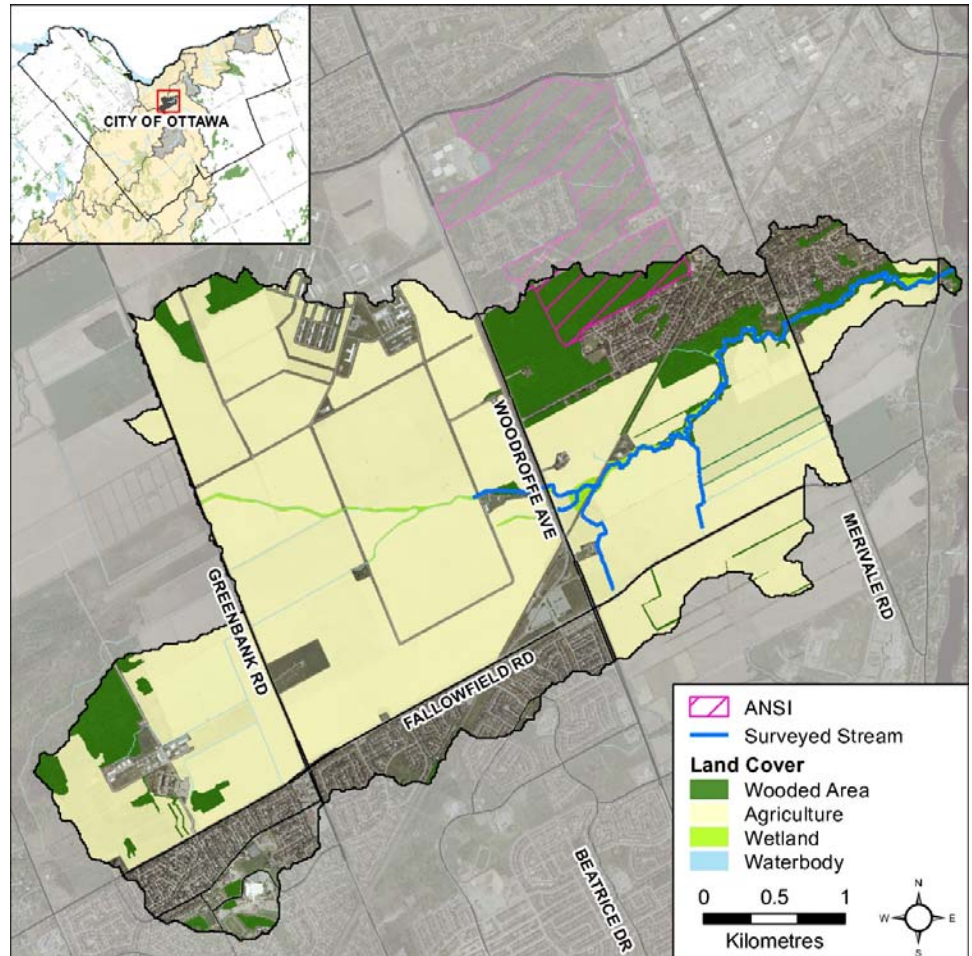 CITY OF OTTAWA
WOODROFFE AVE
GREENBANK RD
MERIVALE RD
FALLOWFIELD RD
BEATRICE DR
ANSI
Surveyed Stream
Land Cover
Wooded Area
Agriculture
Wetland
Waterbody
0 0.5 1
Kilometres
N
W E
S